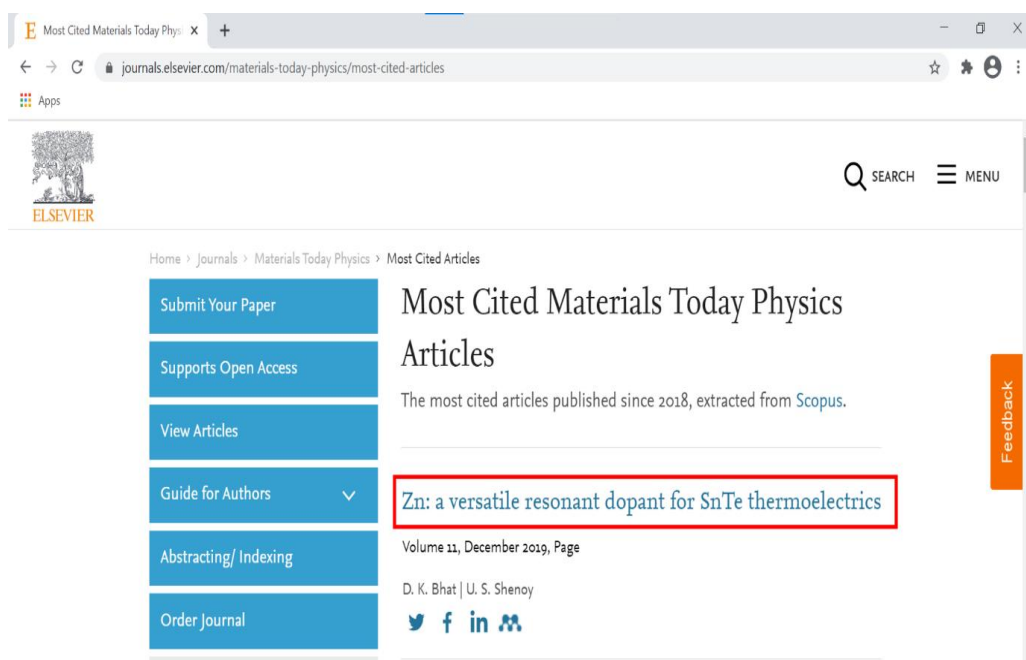 Most Cited Materials Today Phys
journals.elsevier.com/materials-today-physics/most-cited-articles
Apps
ELSEVIER
SEARCH
MENU
Home > Journals > Materials Today Physics > Most Cited Articles
Submit Your Paper
Supports Open Access
View Articles
Guide for Authors
Abstracting/ Indexing
Order Journal
Most Cited Materials Today Physics
Articles
The most cited articles published since 2018, extracted from Scopus.
Zn: a versatile resonant dopant for SnTe thermoelectrics
Volume 11, December 2019, Page
D. K. Bhat | U. S. Shenoy
Feedback